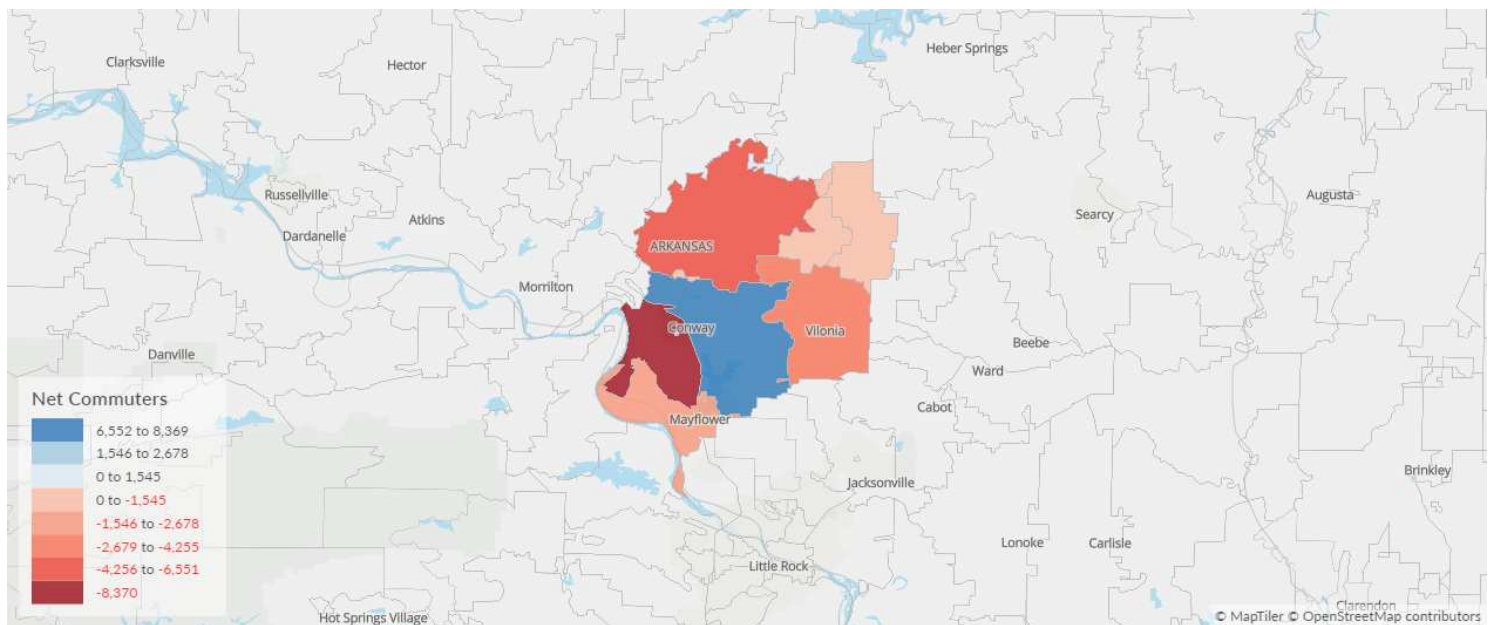 Clarksville
Hector
Heber Springs
Russellville
Augusta
Searcy
Atkins
Dardanelle
ARKANSAS
Morrilton
Conway
Vilonia
Beebe
Danville
Ward
Cabot
Mayflower
Brinkley
Jacksonville
Lonoke
Carlisle
Little Rock
Clarendon
Hot Springs Village
Net Commuters
6,552 to 8,369
1,546 to 2,678
0 to 1,545
0 to -1,545
-1,546 to -2,678
-2,679 to -4,255
-4,256 to -6,551
-8,370
© MapTiler © OpenStreetMap contributors